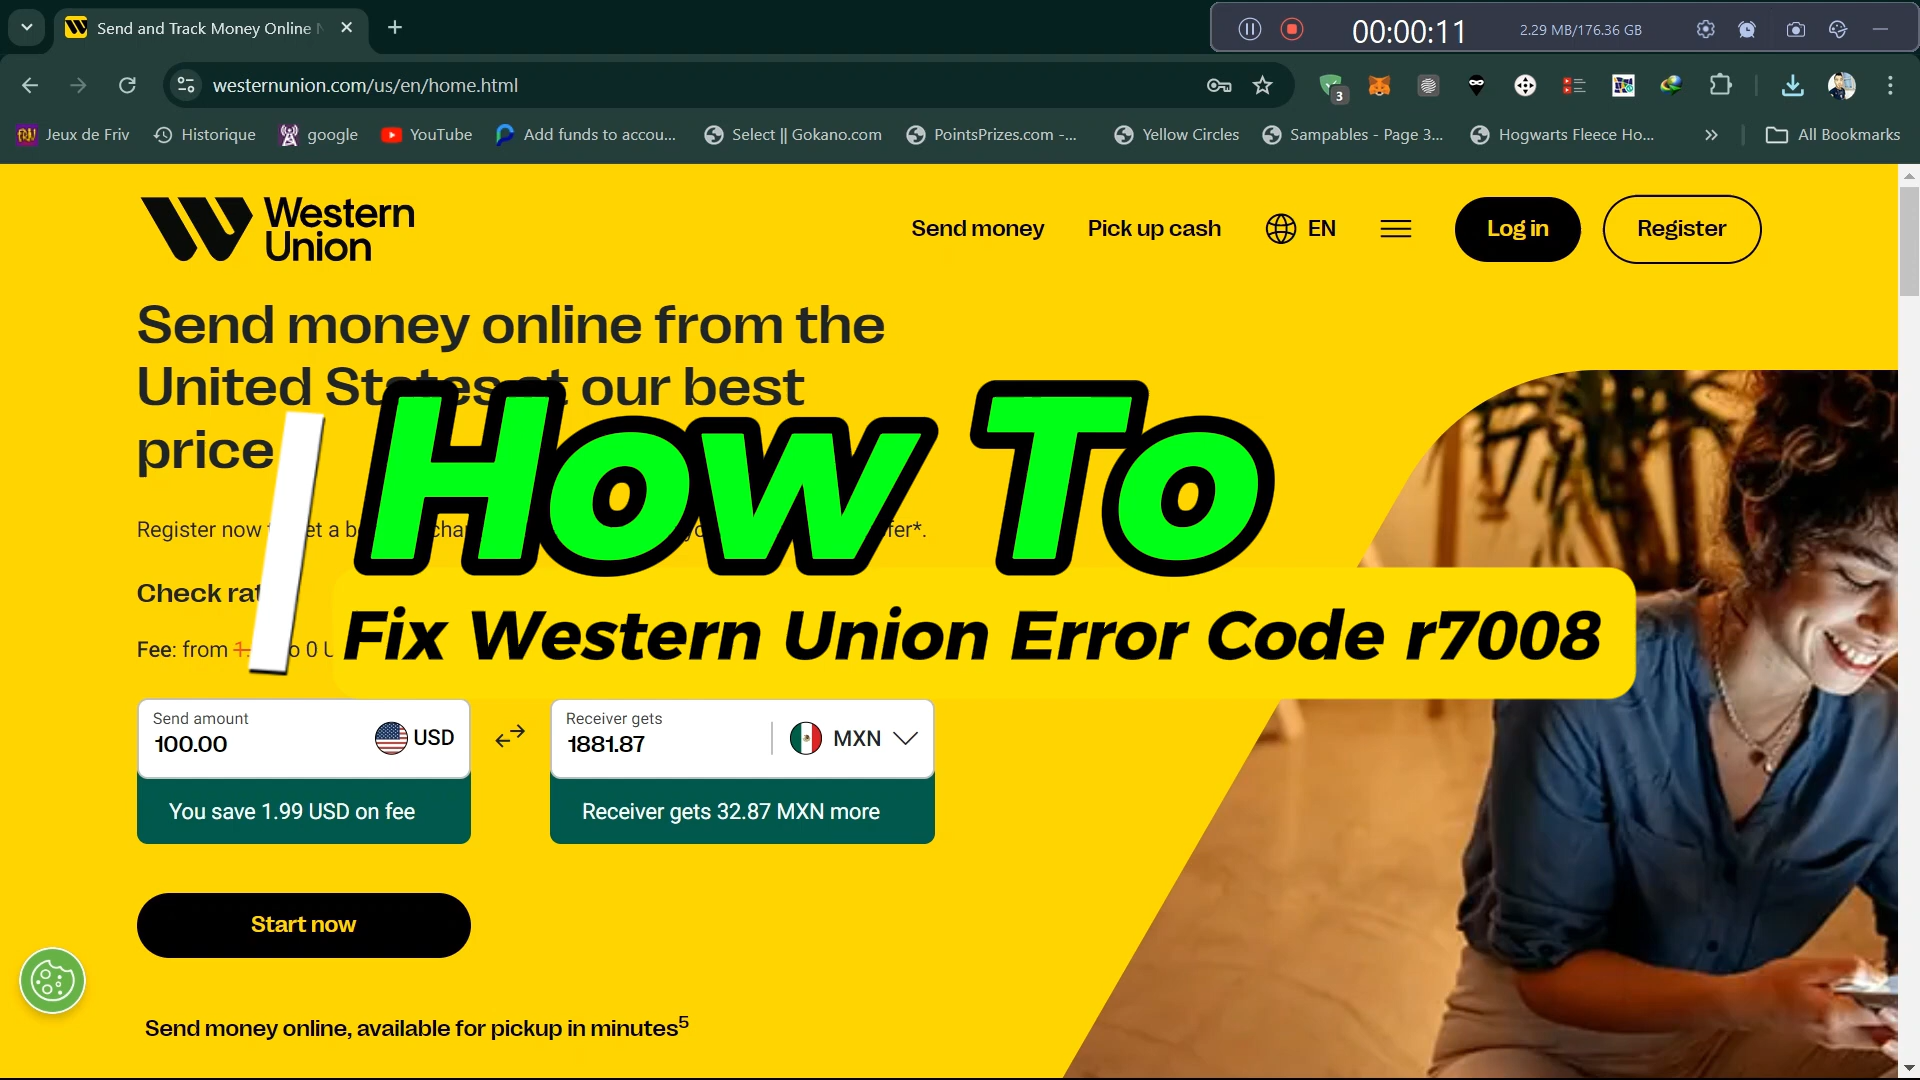 Send and Track Money Online
00:00:11
2.29 MB/176.36 GB
westernunion.com/us/en/home.html
3
Jeux de Friv
Historique
google
YouTube
Add funds to accou...
Select || Gokano.com
PointsPrizes.com -...
Yellow Circles
Sampables - Page 3...
Hogwarts Fleece Ho...
All Bookmarks
Western
Union
Send money
Pick up cash
EN
Log in
Register
Send money online from the
United States at our best
price
How To
Register now
Fix Western Union Error Code r7008
Check
Fee: from
Send amount
100.00
USD
Receiver gets
1881.87
MXN
You save 1.99 USD on fee
Receiver gets 32.87 MXN more
Start now
Send money online, available for pickup in minutes5